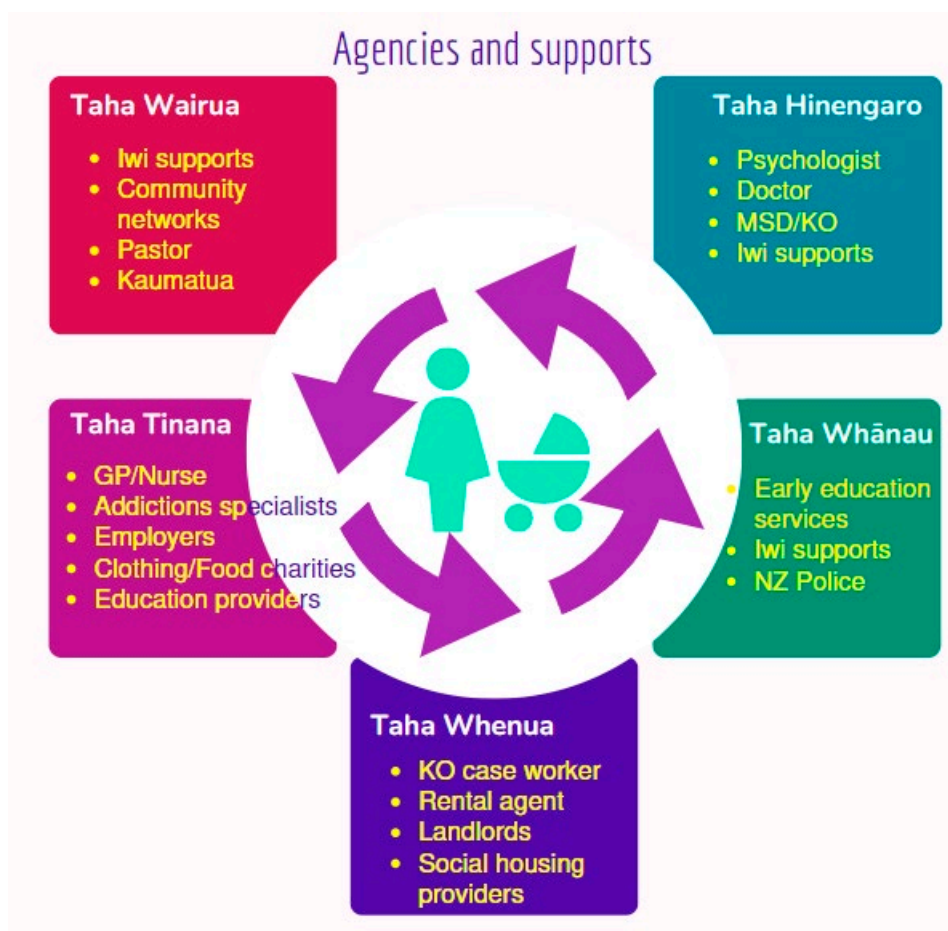 Agencies and supports
Taha Wairua
• Iwi supports
• Community
networks
• Pastor
• Kaumatua
Taha Hinengaro
• Psychologist
• Doctor
• MSD/KO
• Iwi supports
Taha Tinana
• GP/Nurse
• Addictions specialists
• Employers
• Clothing/Food charities
• Education providers
Taha Whānau
• Early education
services
• Iwi supports
• NZ Police
Taha Whenua
• KO case worker
• Rental agent
• Landlords
• Social housing
providers